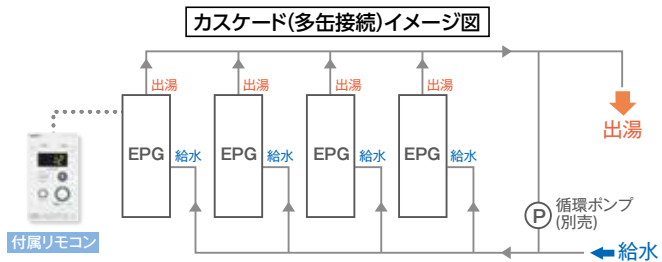 カスケード(多缶接続)イメージ図
出湯
出湯
出湯
出湯
出湯
EPG
給水
EPG
給水
EPG
給水
EPG
給水
12
付属リモコン
P
循環ポンプ
(別売)
給水